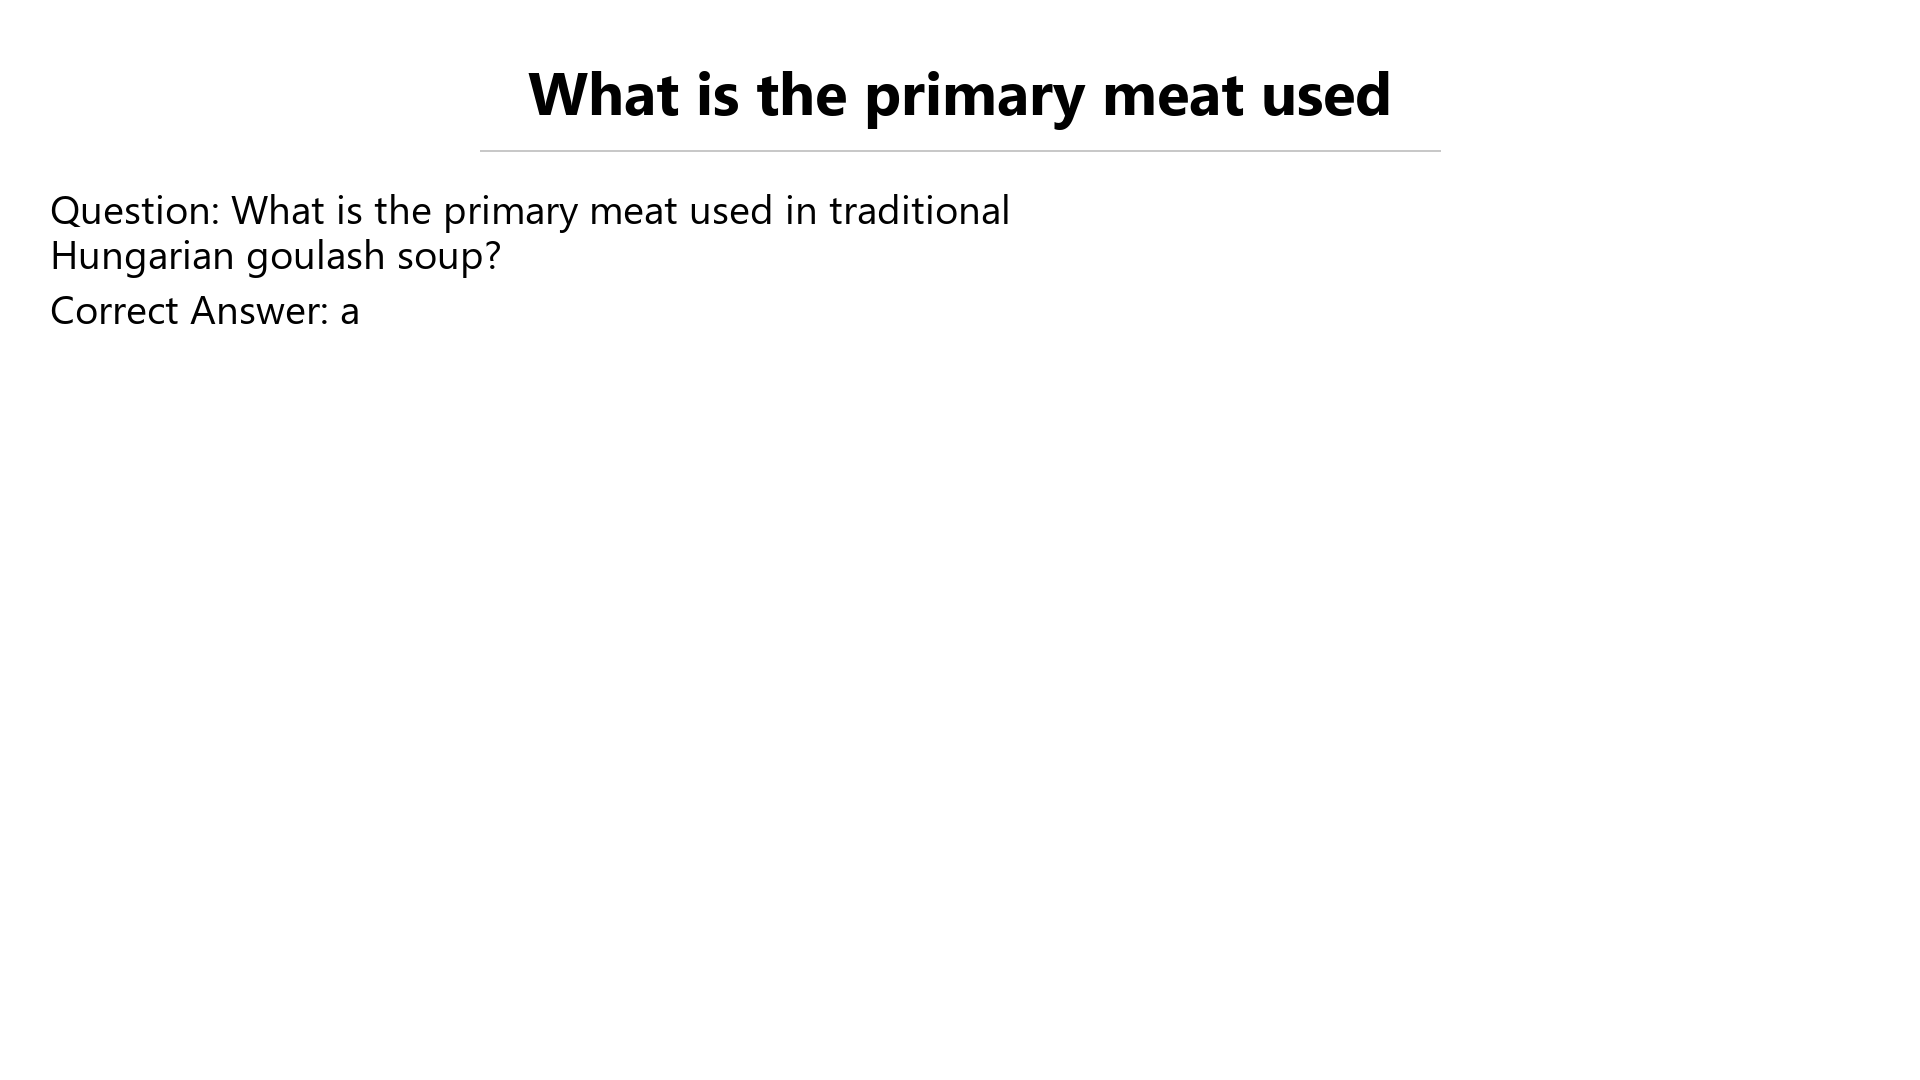 What is the primary meat used
Question: What is the primary meat used in traditional
Hungarian goulash soup?
Correct Answer: a